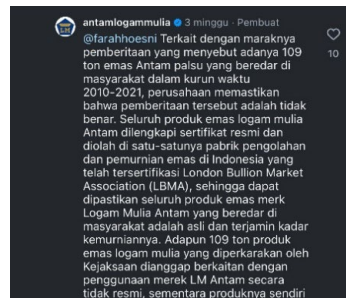 antamlogammulia 3 minggu · Pembuat
@farahhoesni Terkait dengan maraknya
pemberitaan yang menyebut adanya 109
ton emas Antam palsu yang beredar di
masyarakat dalam kurun waktu
2010-2021, perusahaan memastikan
bahwa pemberitaan tersebut adalah tidak
benar. Seluruh produk emas logam mulia
Antam dilengkapi sertifikat resmi dan
diolah di satu-satunya pabrik pengolahan
dan pemurnian emas di Indonesia yang
telah tersertifikasi London Bullion Market
Association (LBMA), sehingga dapat
dipastikan seluruh produk emas merk
Logam Mulia Antam yang beredar di
masyarakat adalah asli dan terjamin kadar
kemurniannya. Adapun 109 ton produk
emas logam mulia yang diperkarakan oleh
Kejaksaan dianggap berkaitan dengan
penggunaan merek LM Antam secara
tidak resmi, sementara produknya sendiri
10
LM